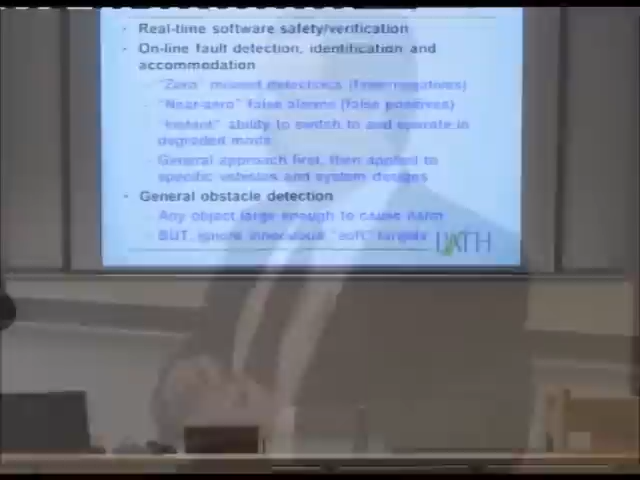 · Real-time software safety/verification
· On-line fault detection, identification and
accommodation
– "Zero" missed detections (false negatives)
– "Near-zero" false alarms (false positives)
– "Instant" ability to switch to and operate in
degraded mode
– General approach first, then applied to
specific vehicles and system designs
· General obstacle detection
– Any object large enough to cause harm
– BUT, ignore innocuous "soft" targets
PATH